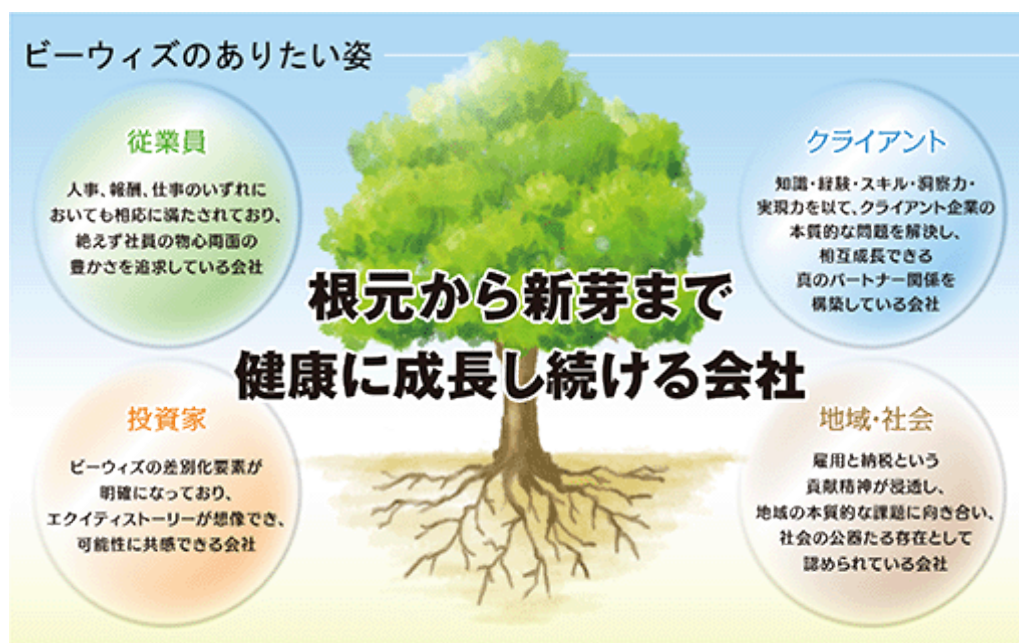 ビーウィズのありたい姿
従業員
人事、報酬、仕事のいずれに
おいても相応に満たされており、
絶えず社員の物心両面の
豊かさを追求している会社
クライアント
知識・経験・スキル・洞察力・
実現力を以て、クライアント企業の
本質的な問題を解決し、
相互成長できる
真のパートナー関係を
構築している会社
根元から新芽まで
健康に成長し続ける会社
投資家
ビーウィズの差別化要素が
明確になっており、
エクイティストーリーが想像でき、
可能性に共感できる会社
地域・社会
雇用と納税という
貢献精神が浸透し、
地域の本質的な課題に向き合い、
社会の公器たる存在として
認められている会社